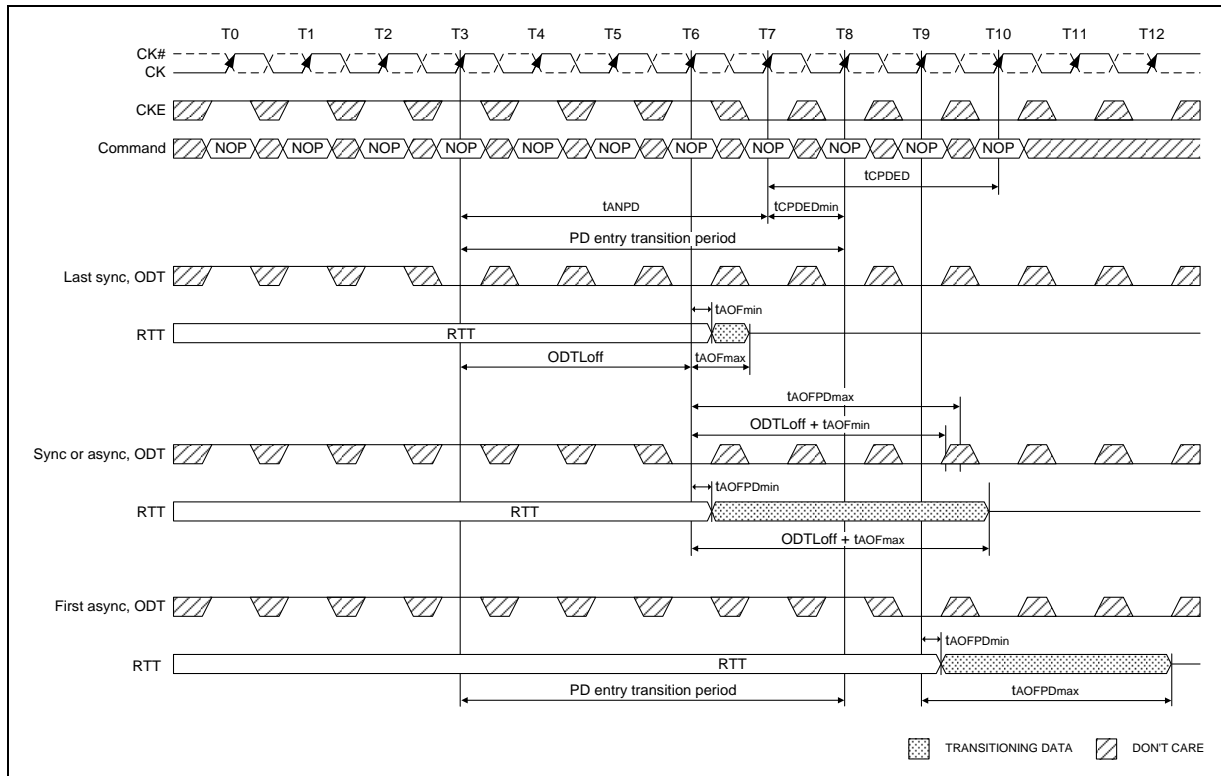 T0 T1 T2 T3 T4 T5 T6 T7 T8 T9 T10 T11 T12
CK#
CK
CKE
Command NOP NOP NOP NOP NOP NOP NOP NOP NOP NOP NOP
tCPDED
tANPD tCPDEDmin
PD entry transition period
Last sync, ODT
tAOFmin
RTT RTT
ODTLoff tAOFmax
tAOFPDmax
ODTLoff + tAOFmin
Sync or async, ODT
tAOFPDmin
RTT RTT
ODTLoff + tAOFmax
First async, ODT
tAOFPDmin
RTT RTT
PD entry transition period tAOFPDmax
TRANSITIONING DATA DON'T CARE